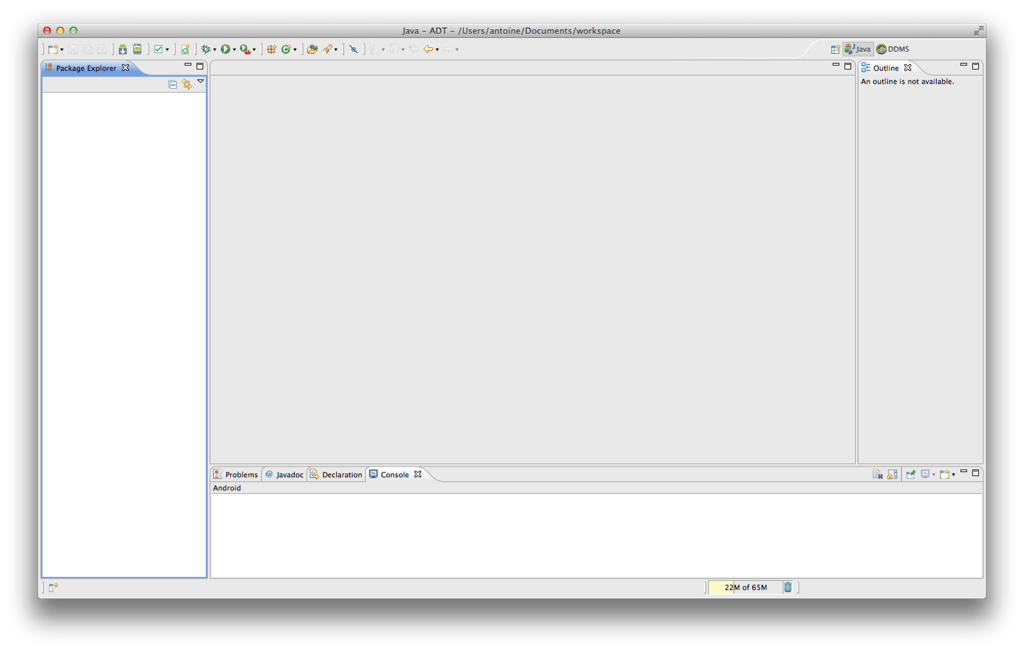 Java - ADT - /Users/antoine/Documents/workspace
Java DDMS
Package Explorer
Outline
An outline is not available.
Problems Javadoc Declaration Console
Android
22M of 65M